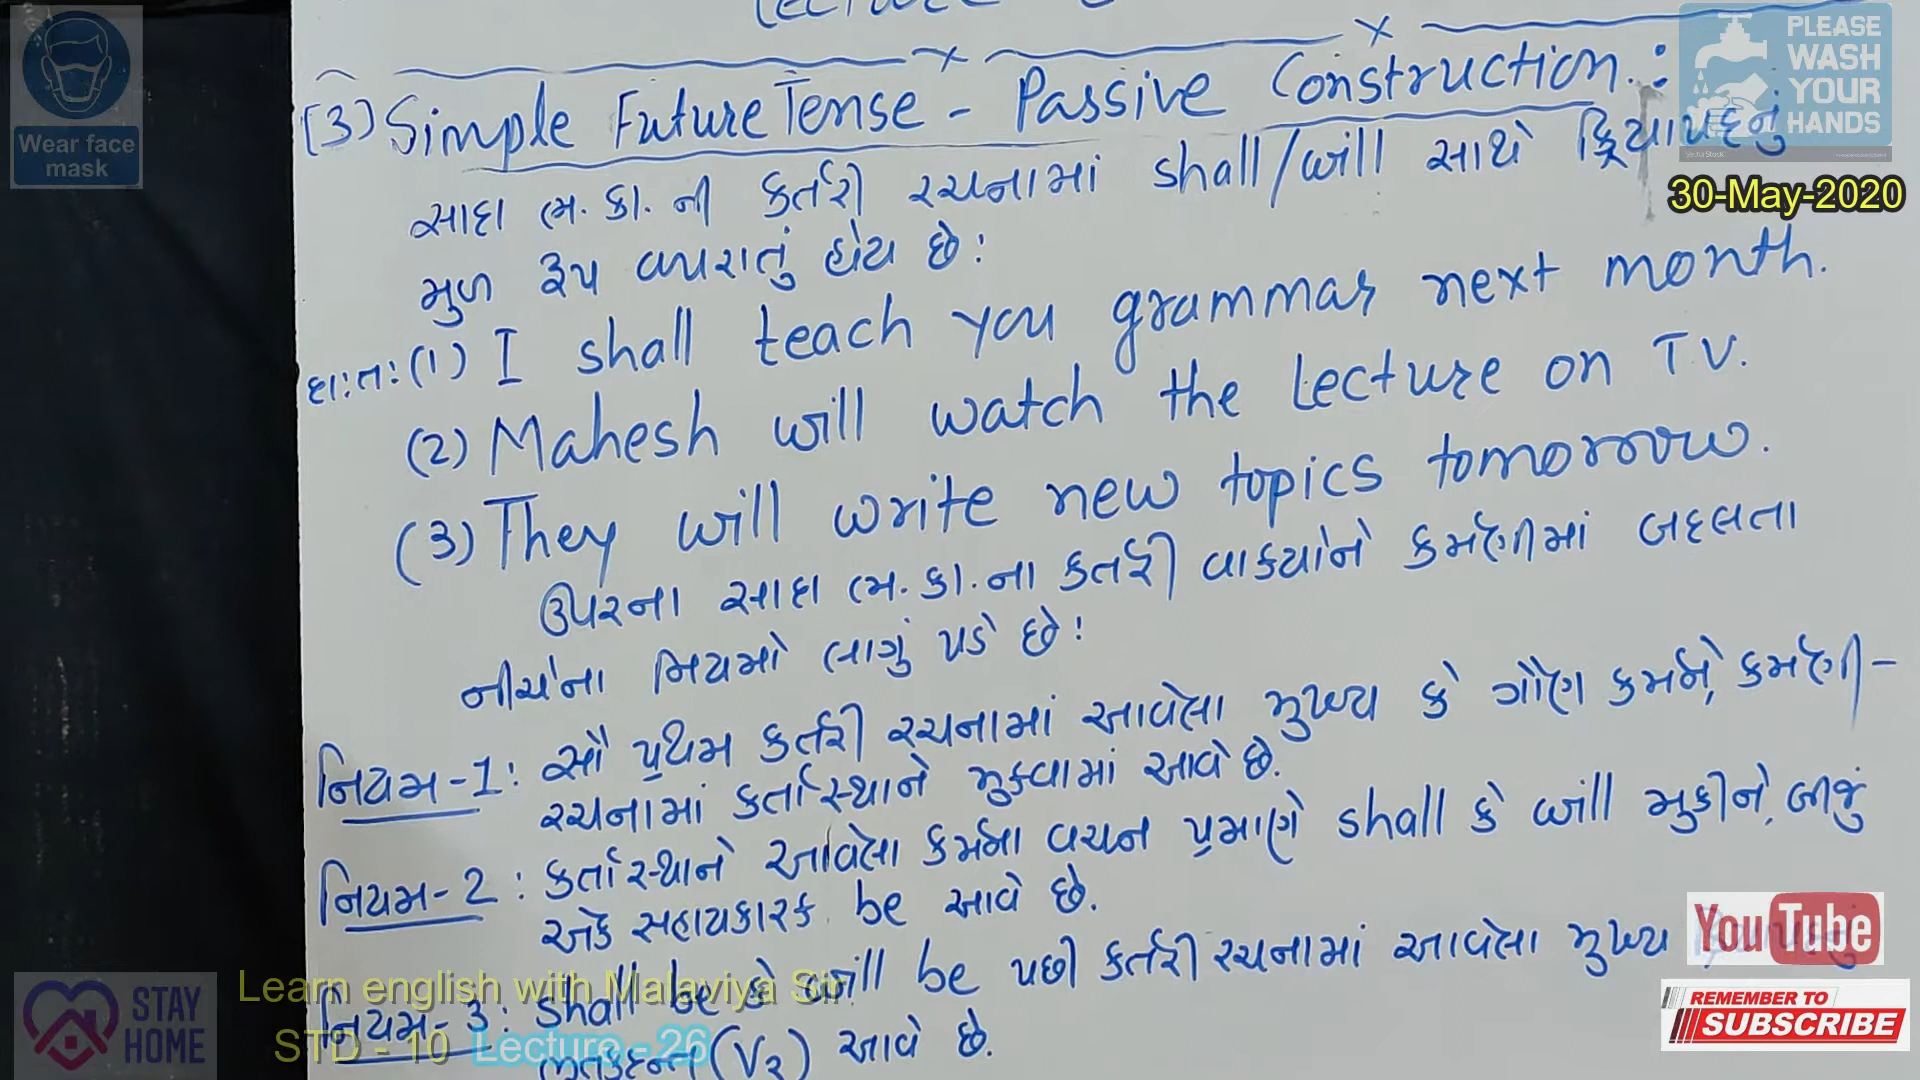 (3) Simple Future Tense - Passive Construction :
સાદા ભ. કા. ની કર્તરી રચનામાં shall/will સાથે ક્રિયાપદનું
મુળ રૂપ વપરાતું હોય છે :
દા:ત: (1) I shall teach you grammar next month.
(2) Mahesh will watch the Lecture on T V.
(3) They will write new topics tomorrow.
ઉપરના સાદા ભ. કા. ના કર્તરી વાકયોને કર્મણીમાં બદલતા
નીચેના નિયમો લાગું પડે છે :
નિયમ-1 : સૌ પ્રથમ કર્તરી રચનામાં આવેલા મુખ્ય કે ગૌણ કર્મને, કર્મણી-
રચનામાં કર્તાસ્થાને મુકવામાં આવે છે.
નિયમ-2 : કર્તાસ્થાને આવેલા કર્મના વચન પ્રમાણે shall કે will મુકીને, બીજું
એક સહાયકારક be આવે છે.
નિયમ-3 : shall be કે will be પછી કર્તરી રચનામાં આવેલા મુખ્ય
ભૂતકૃદન્ત (V3) આવે છે.
Wear face
mask
PLEASE
WASH
YOUR
HANDS
30-May-2020
STAY
HOME
Learn english with Malaviya Sir
STD - 10 Lecture - 26
YouTube
REMEMBER TO
SUBSCRIBE